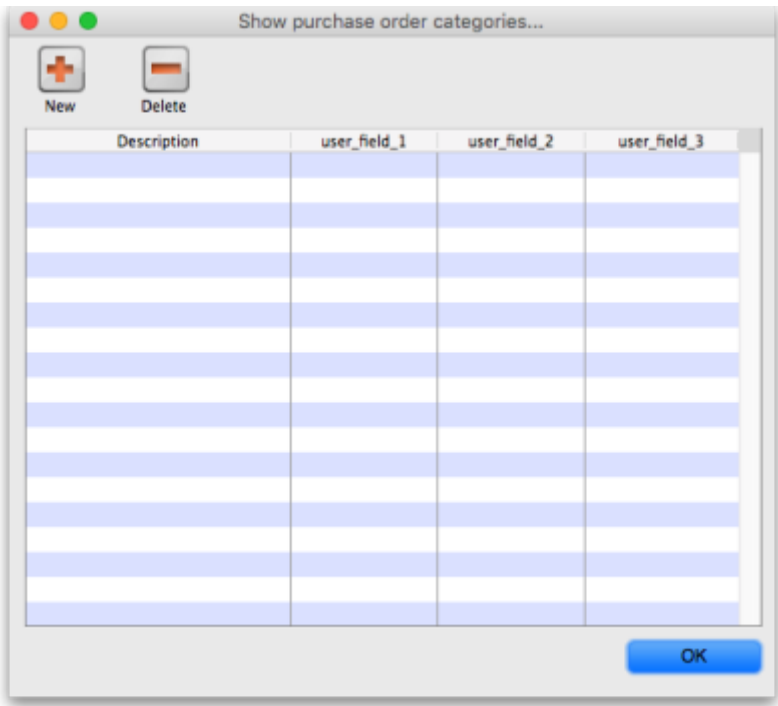 Show purchase order categories...
New Delete
Description user_field_1 user_field_2 user_field_3
OK